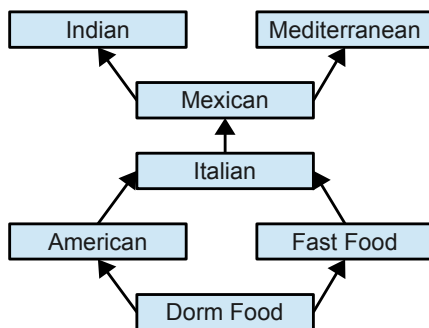 Indian
Mediterranean
Mexican
Italian
American
Fast Food
Dorm Food